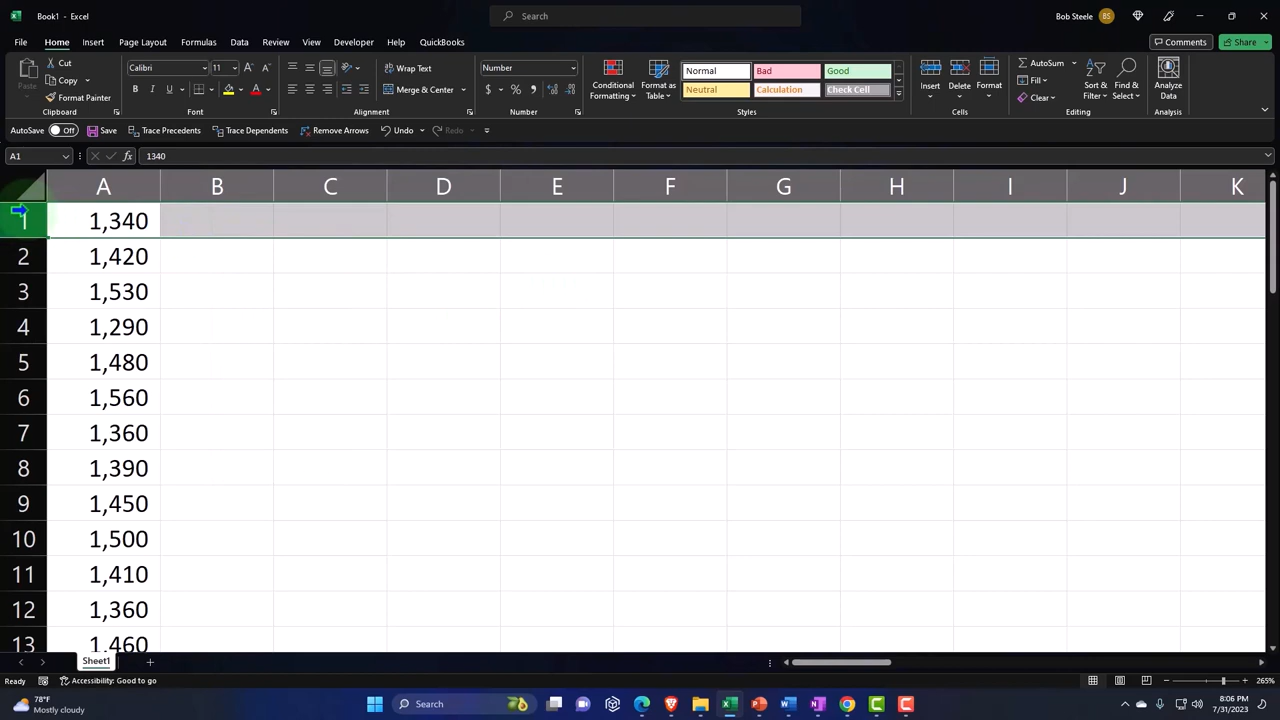 Book1 - Excel
Search
Bob Steele BS
File Home Insert Page Layout Formulas Data Review View Developer Help QuickBooks
Comments Share
Paste
Cut
Copy
Format Painter
Clipboard
Calibri 11
B I U
Font
Wrap Text
Merge & Center
Alignment
Number
$ % 9
Number
Conditional Formatting
Format as Table
Normal Bad Good
Neutral Calculation Check Cell
Styles
Insert Delete Format
Cells
AutoSum
Fill
Clear
Sort & Filter
Find & Select
Editing
Analyze Data
Analysis
AutoSave Off Save Trace Precedents Trace Dependents Remove Arrows Undo Redo
A1 fx 1340
A B C D E F G H I J K
1 1,340
2 1,420
3 1,530
4 1,290
5 1,480
6 1,560
7 1,360
8 1,390
9 1,450
10 1,500
11 1,410
12 1,360
13 1,460
Sheet1
Ready Accessibility: Good to go 265%
78°F
Mostly cloudy
Search
8:06 PM
7/31/2023